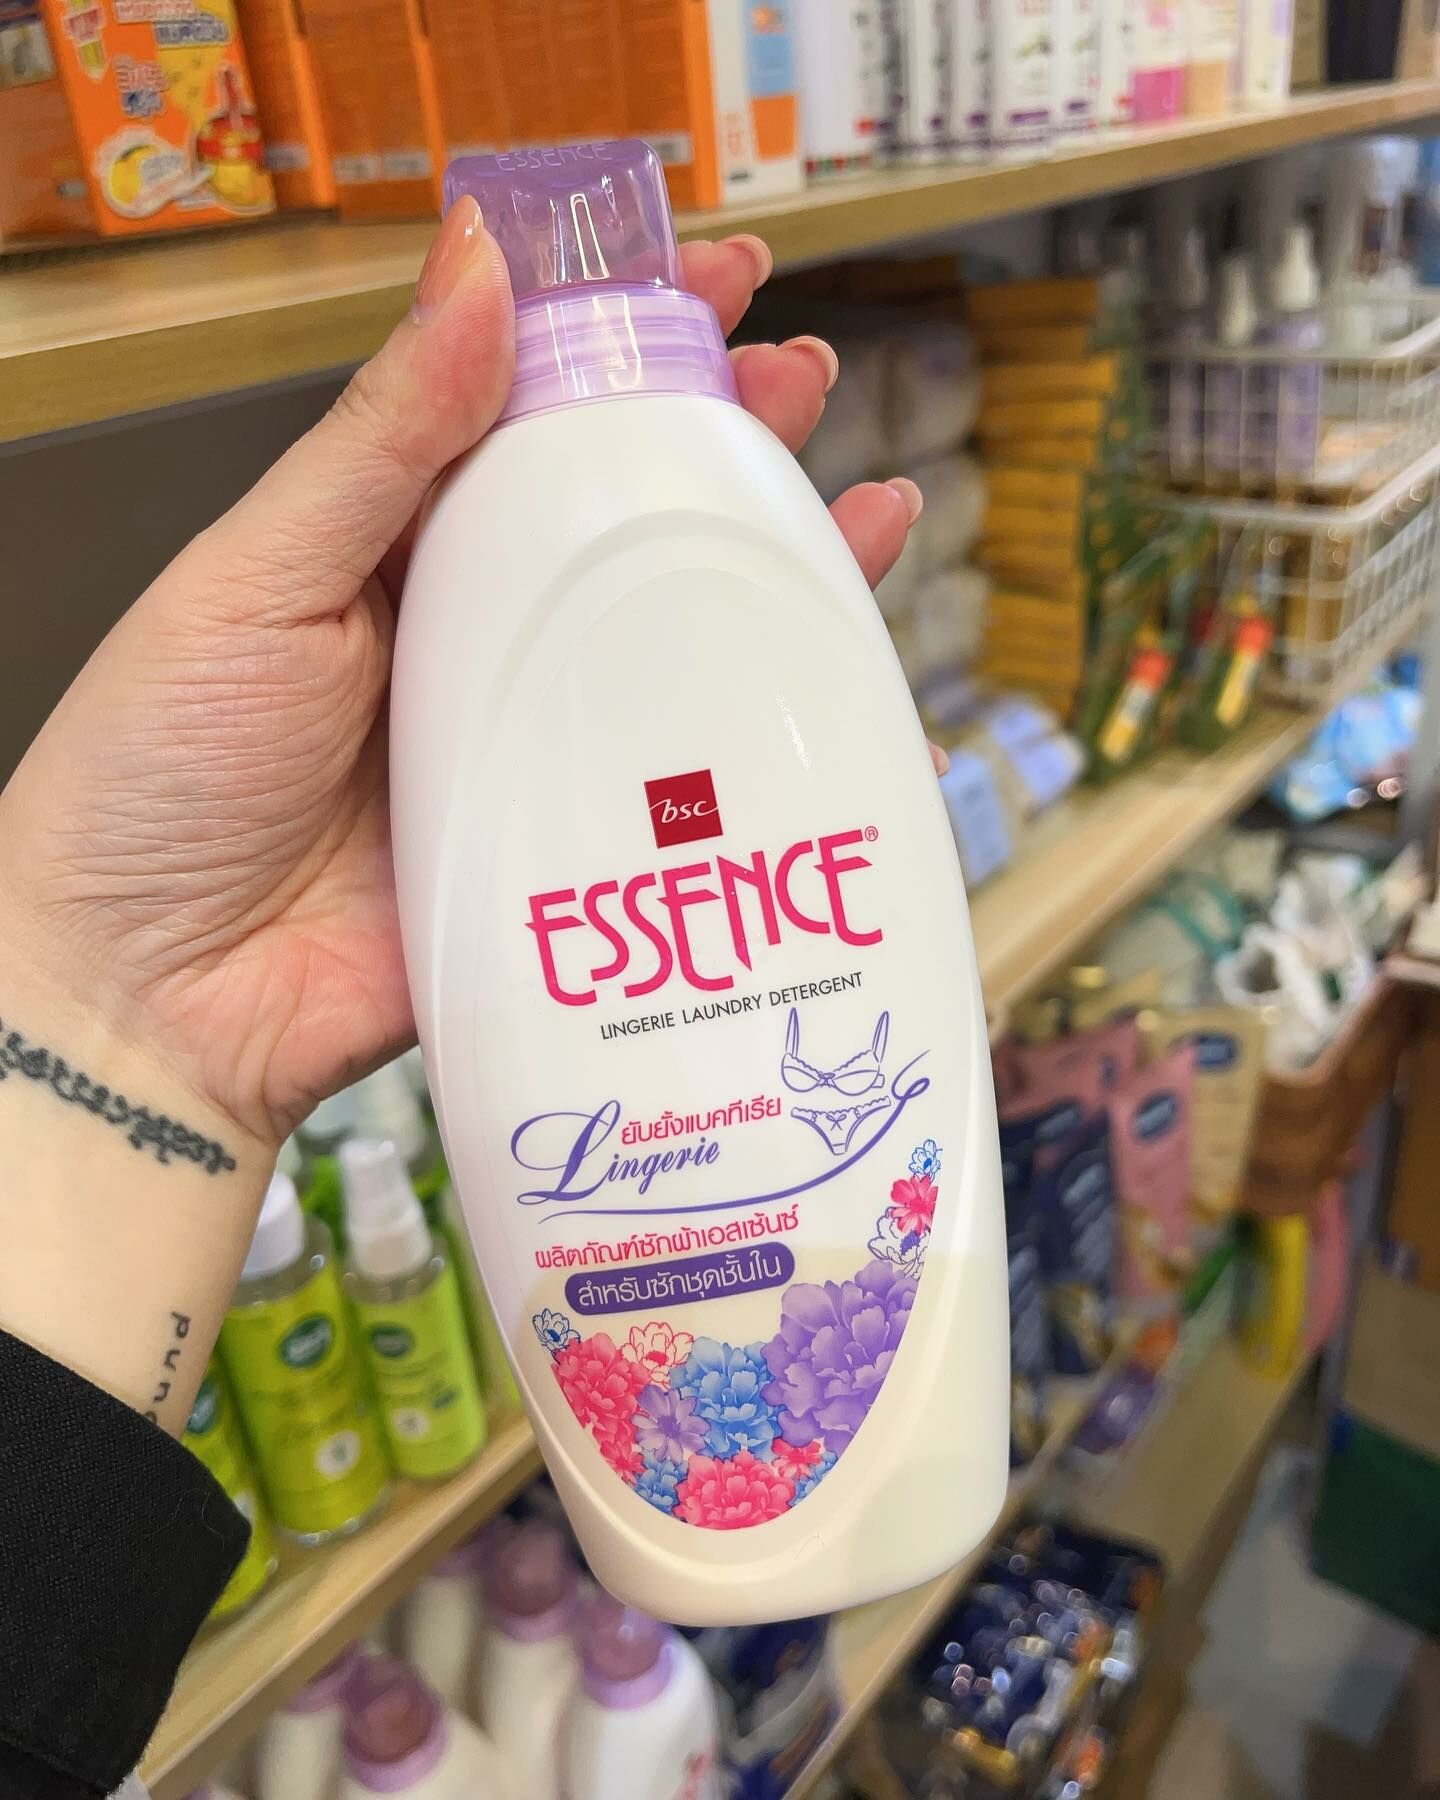 ESSENCE
bsc
ESSENCE®
LINGERIE LAUNDRY DETERGENT
ยับยั้งแบคทีเรีย
Lingerie
ผลิตภัณฑ์ซักผ้าเอสเซ้นซ์
สำหรับซักชุดชั้นใน